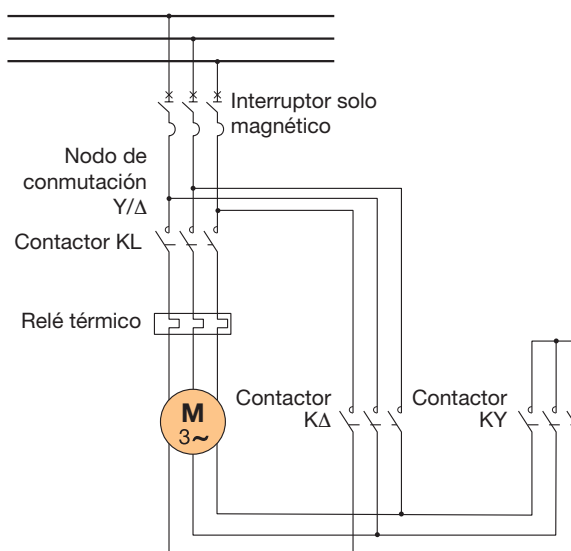 Interruptor solo
magnético
Nodo de
conmutación
Y/Δ
Contactor KL
Relé térmico
M
3~
Contactor
KΔ
Contactor
KY